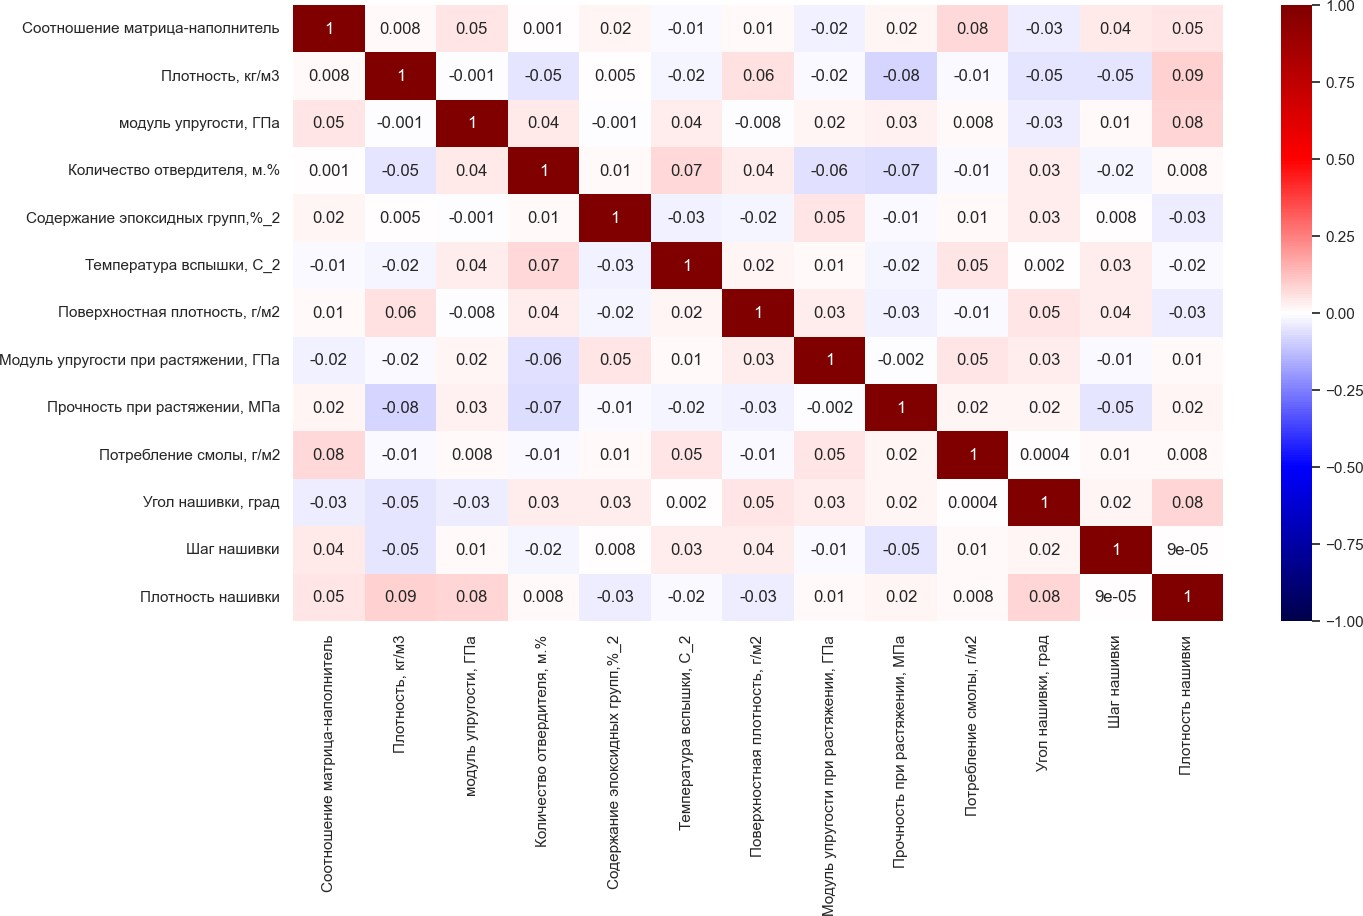 Соотношение матрица-наполнитель 1 0.008 0.05 0.001 0.02 -0.01 0.01 -0.02 0.02 0.08 -0.03 0.04 0.05
Плотность, кг/м3 0.008 1 -0.001 -0.05 0.005 -0.02 0.06 -0.02 -0.08 -0.01 -0.05 -0.05 0.09
модуль упругости, ГПа 0.05 -0.001 1 0.04 -0.001 0.04 -0.008 0.02 0.03 0.008 -0.03 0.01 0.08
Количество отвердителя, м.% 0.001 -0.05 0.04 1 0.01 0.07 0.04 -0.06 -0.07 -0.01 0.03 -0.02 0.008
Содержание эпоксидных групп,%_2 0.02 0.005 -0.001 0.01 1 -0.03 -0.02 0.05 -0.01 0.01 0.03 0.008 -0.03
Температура вспышки, С_2 -0.01 -0.02 0.04 0.07 -0.03 1 0.02 0.01 -0.02 0.05 0.002 0.03 -0.02
Поверхностная плотность, г/м2 0.01 0.06 -0.008 0.04 -0.02 0.02 1 0.03 -0.03 -0.01 0.05 0.04 -0.03
Модуль упругости при растяжении, ГПа -0.02 -0.02 0.02 -0.06 0.05 0.01 0.03 1 -0.002 0.05 0.03 -0.01 0.01
Прочность при растяжении, МПа 0.02 -0.08 0.03 -0.07 -0.01 -0.02 -0.03 -0.002 1 0.02 0.02 -0.05 0.02
Потребление смолы, г/м2 0.08 -0.01 0.008 -0.01 0.01 0.05 -0.01 0.05 0.02 1 0.0004 0.01 0.008
Угол нашивки, град -0.03 -0.05 -0.03 0.03 0.03 0.002 0.05 0.03 0.02 0.0004 1 0.02 0.08
Шаг нашивки 0.04 -0.05 0.01 -0.02 0.008 0.03 0.04 -0.01 -0.05 0.01 0.02 1 9e-05
Плотность нашивки 0.05 0.09 0.08 0.008 -0.03 -0.02 -0.03 0.01 0.02 0.008 0.08 9e-05 1
Соотношение матрица-наполнитель
Плотность, кг/м3
модуль упругости, ГПа
Количество отвердителя, м.%
Содержание эпоксидных групп,%_2
Температура вспышки, С_2
Поверхностная плотность, г/м2
Модуль упругости при растяжении, ГПа
Прочность при растяжении, МПа
Потребление смолы, г/м2
Угол нашивки, град
Шаг нашивки
Плотность нашивки
1.00
0.75
0.50
0.25
0.00
−0.25
−0.50
−0.75
−1.00